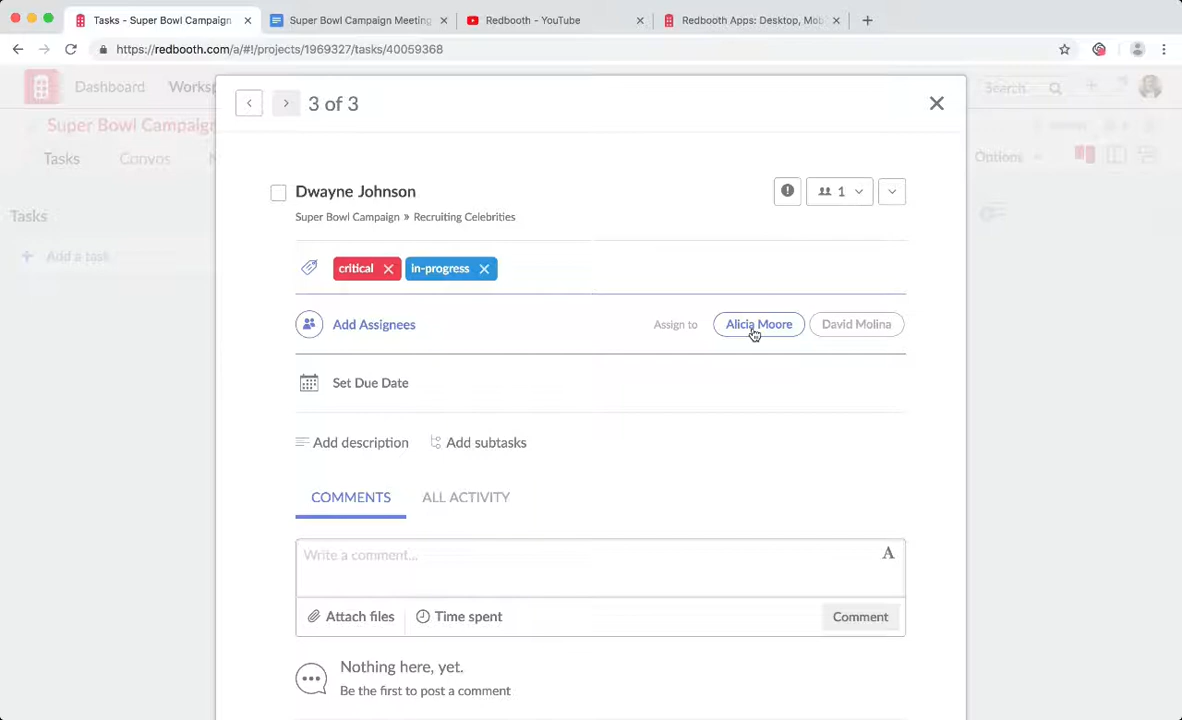 Tasks - Super Bowl Campaign
Super Bowl Campaign Meeting
Redbooth - YouTube
Redbooth Apps: Desktop, Mob
https://redbooth.com/a/#!/projects/1969327/tasks/40059368
Dashboard
Search
3 of 3
Super Bowl Campaign
Tasks
Convos
Options
Dwayne Johnson
1
Super Bowl Campaign » Recruiting Celebrities
Tasks
Add a task
critical
in-progress
Add Assignees
Assign to
Alicia Moore
David Molina
Set Due Date
Add description
Add subtasks
COMMENTS
ALL ACTIVITY
Write a comment...
A
Attach files
Time spent
Comment
Nothing here, yet.
Be the first to post a comment